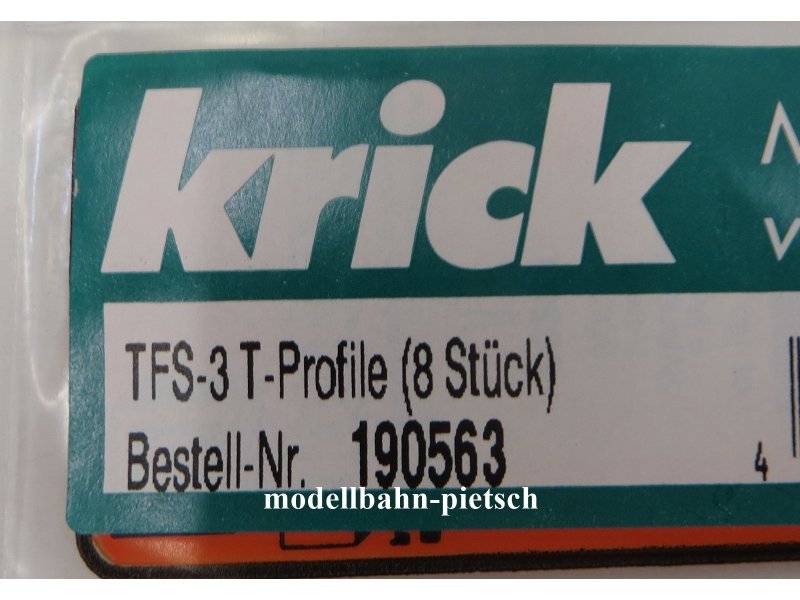 krick
TFS-3 T-Profile (8 Stück)
Bestell-Nr. 190563
4
modellbahn-pietsch